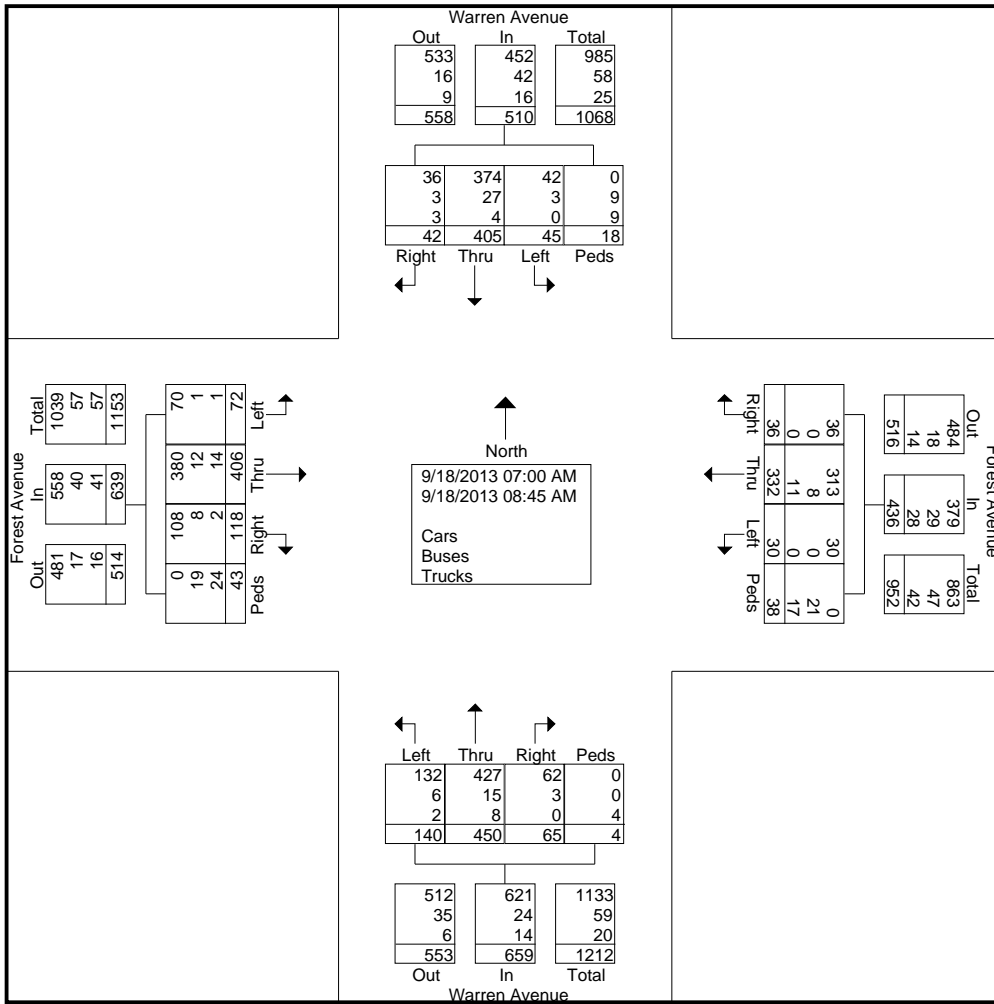 Warren Avenue
Out In Total
533 452 985
16 42 58
9 16 25
558 510 1068
36 374 42 0
3 27 3 9
3 4 0 9
42 405 45 18
Right Thru Left Peds
Forest Avenue
Total In Out
1039 558 481
57 40 17
57 41 16
1153 639 514
70 380 108 0
1 12 8 19
1 14 2 24
72 406 118 43
Left Thru Right Peds
North
9/18/2013 07:00 AM
9/18/2013 08:45 AM
Cars
Buses
Trucks
Right Thru Left Peds
36 332 30 38
0 11 0 17
0 8 0 21
36 313 30 0
Forest Avenue
Out In Total
484 379 863
18 29 47
14 28 42
516 436 952
Left Thru Right Peds
132 427 62 0
6 15 3 0
2 8 0 4
140 450 65 4
512 621 1133
35 24 59
6 14 20
553 659 1212
Out In Total
Warren Avenue